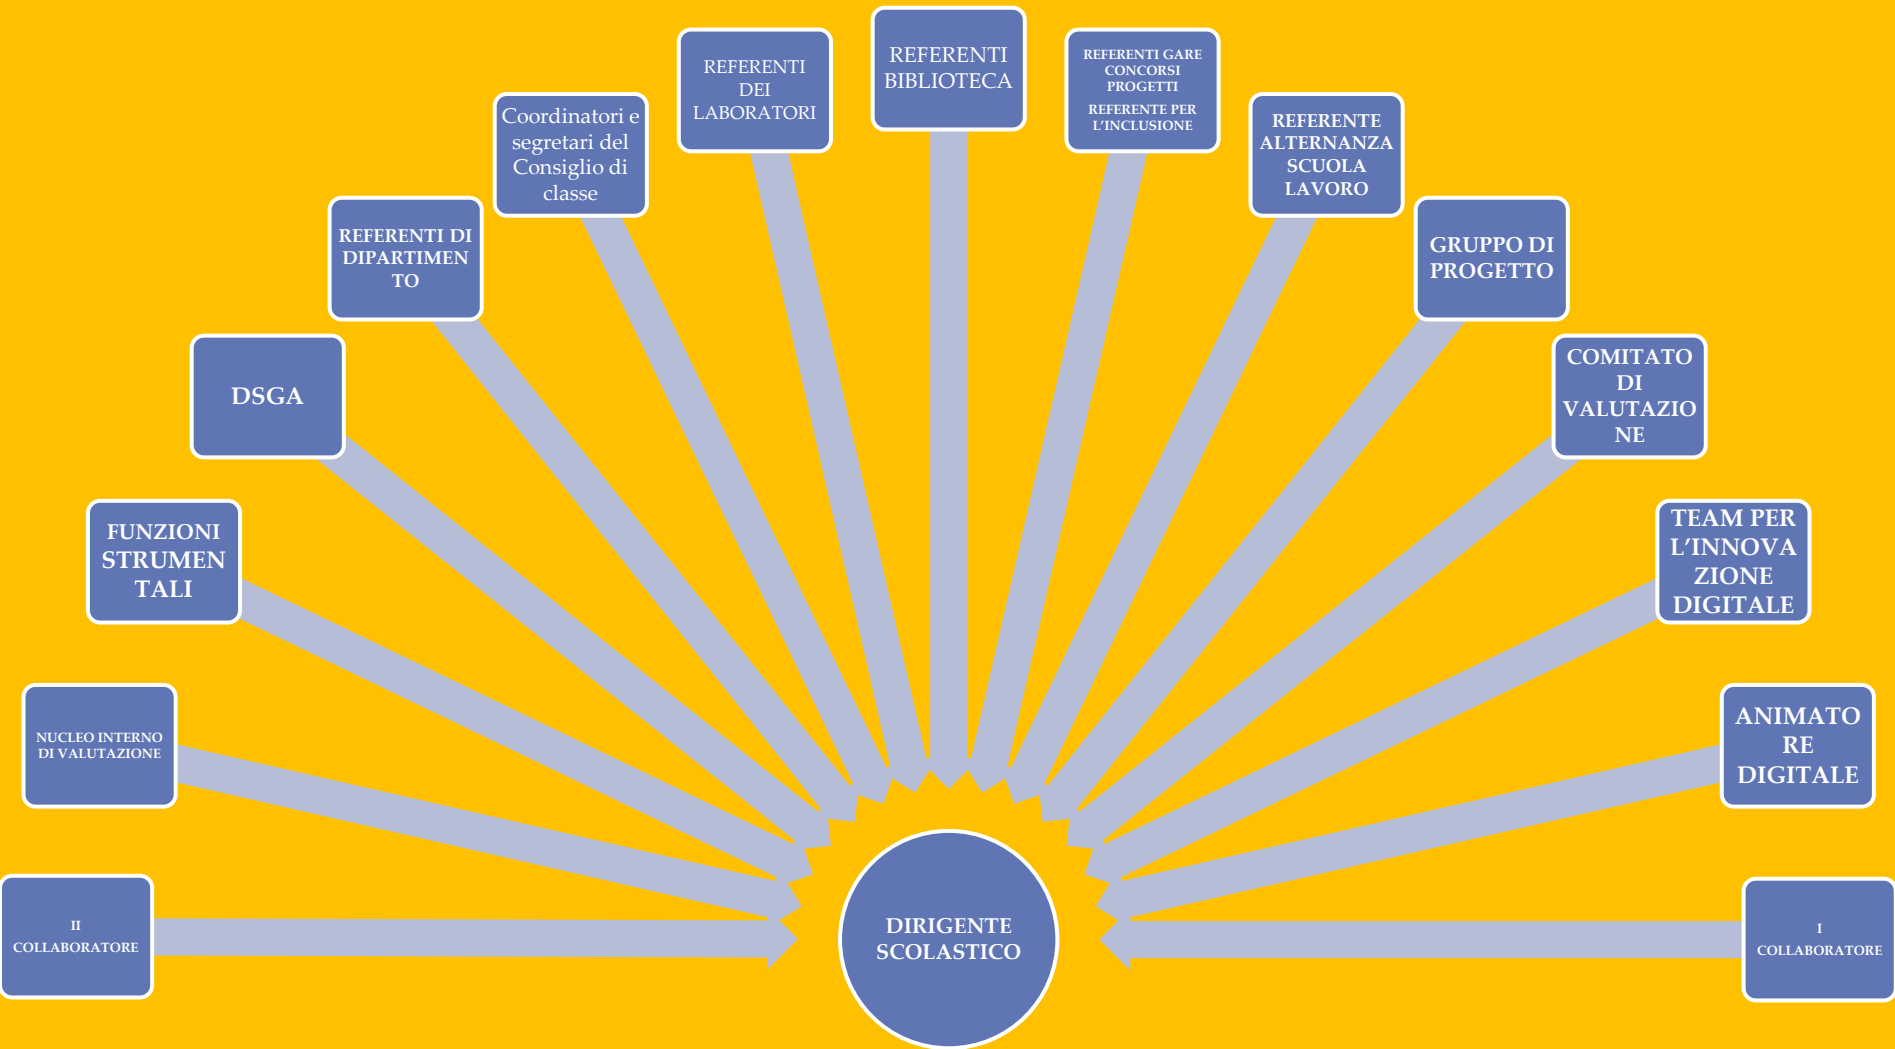 REFERENTI
BIBLIOTECA
REFERENTI
DEI
LABORATORI
REFERENTI GARE
CONCORSI
PROGETTI
REFERENTE PER
L’INCLUSIONE
Coordinatori e
segretari del
Consiglio di
classe
REFERENTE
ALTERNANZA
SCUOLA
LAVORO
REFERENTI DI
DIPARTIMEN
TO
GRUPPO DI
PROGETTO
DSGA
COMITATO
DI
VALUTAZIO
NE
FUNZIONI
STRUMEN
TALI
TEAM PER
L’INNOVA
ZIONE
DIGITALE
NUCLEO INTERNO
DI VALUTAZIONE
ANIMATO
RE
DIGITALE
II
COLLABORATORE
DIRIGENTE
SCOLASTICO
I
COLLABORATORE